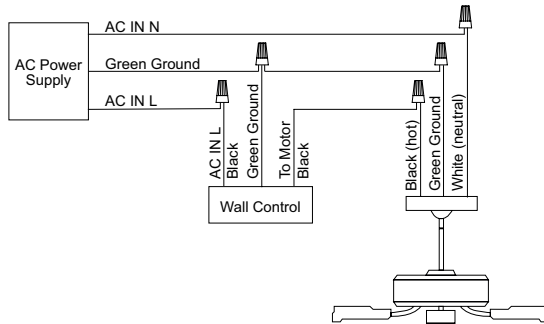 AC IN N
AC Power
Supply
Green Ground
AC IN L
AC IN L
Black
Green Ground
To Motor
Black
Black (hot)
Green Ground
White (neutral)
Wall Control